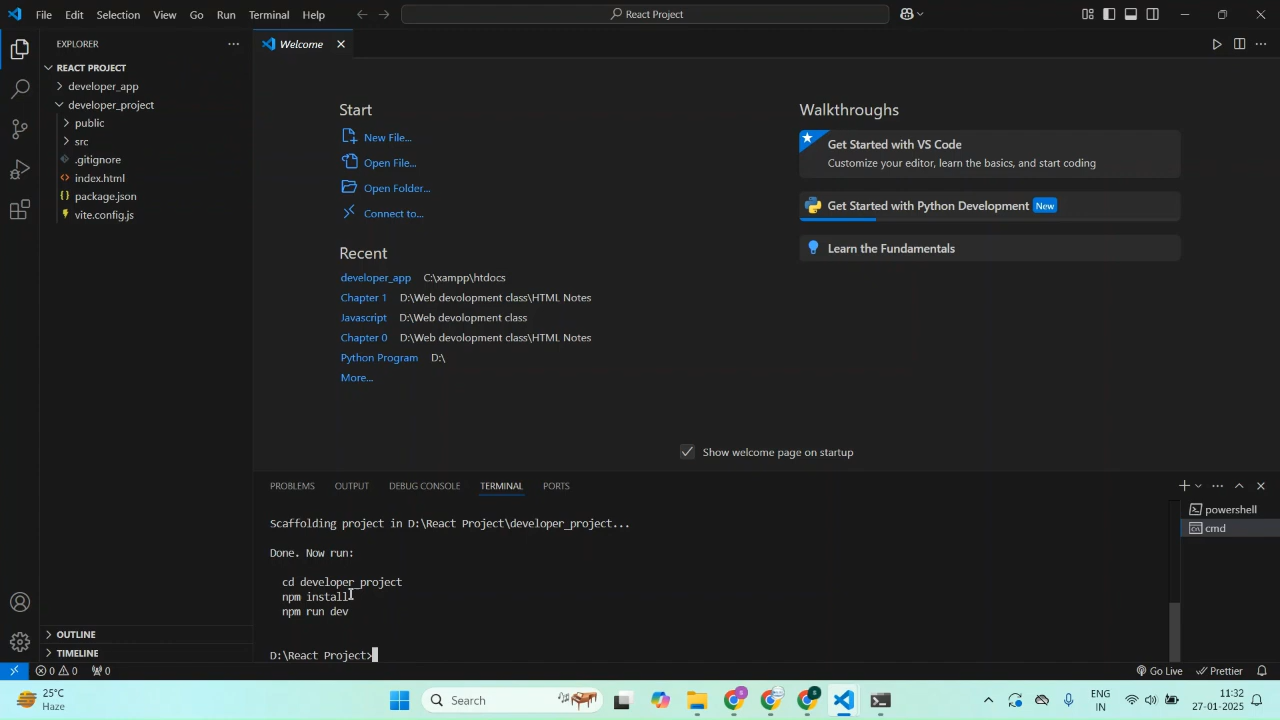 File Edit Selection View Go Run Terminal Help
React Project
EXPLORER
REACT PROJECT
developer_app
developer_project
public
src
.gitignore
index.html
package.json
vite.config.js
OUTLINE
TIMELINE
Welcome
Start
New File...
Open File...
Open Folder...
Connect to...
Recent
developer_app C:\xampp\htdocs
Chapter 1 D:\Web devolopment class\HTML Notes
Javascript D:\Web devolopment class
Chapter 0 D:\Web devolopment class\HTML Notes
Python Program D:\
More...
Walkthroughs
Get Started with VS Code
Customize your editor, learn the basics, and start coding
Get Started with Python Development New
Learn the Fundamentals
Show welcome page on startup
PROBLEMS OUTPUT DEBUG CONSOLE TERMINAL PORTS
Scaffolding project in D:\React Project\developer_project...
Done. Now run:
cd developer_project
npm install
npm run dev
D:\React Project>
powershell
cmd
0 0 0
Go Live Prettier
25°C
Haze
Search
ENG
IN
11:32
27-01-2025